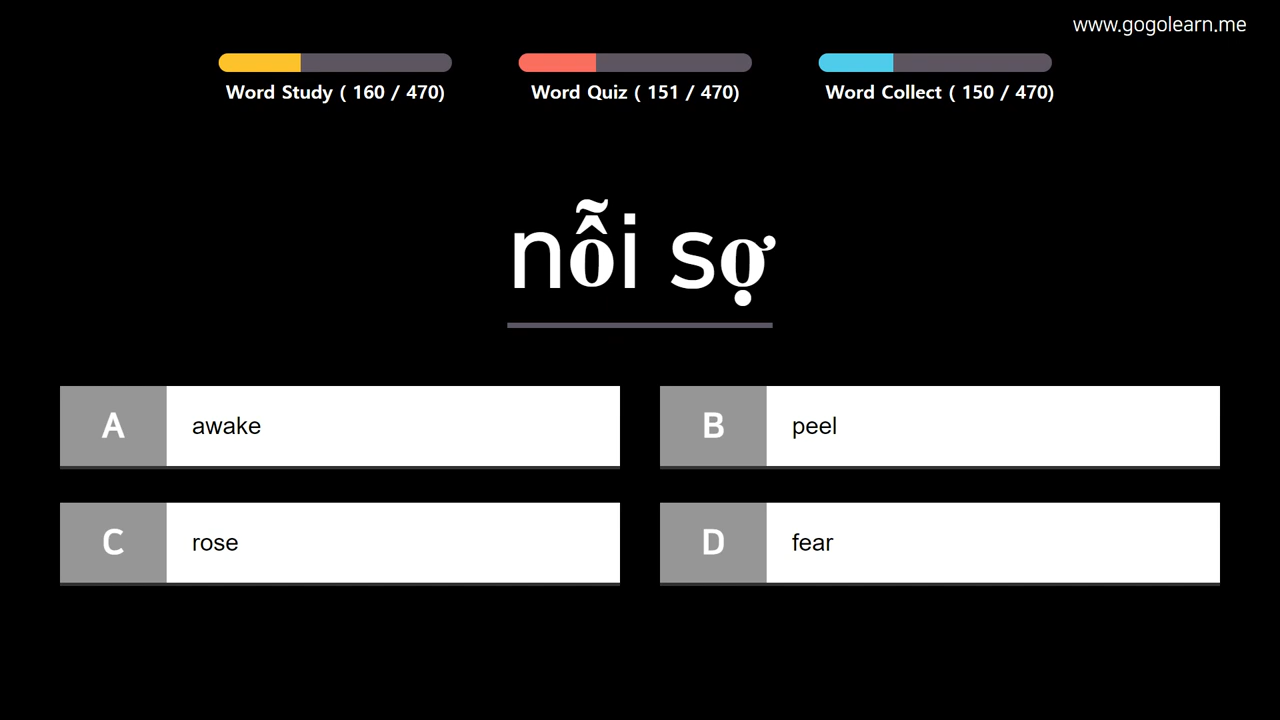 www.gogolearn.me
Word Study ( 160 / 470)
Word Quiz ( 151 / 470)
Word Collect ( 150 / 470)
nỗi sợ
A awake
B peel
C rose
D fear